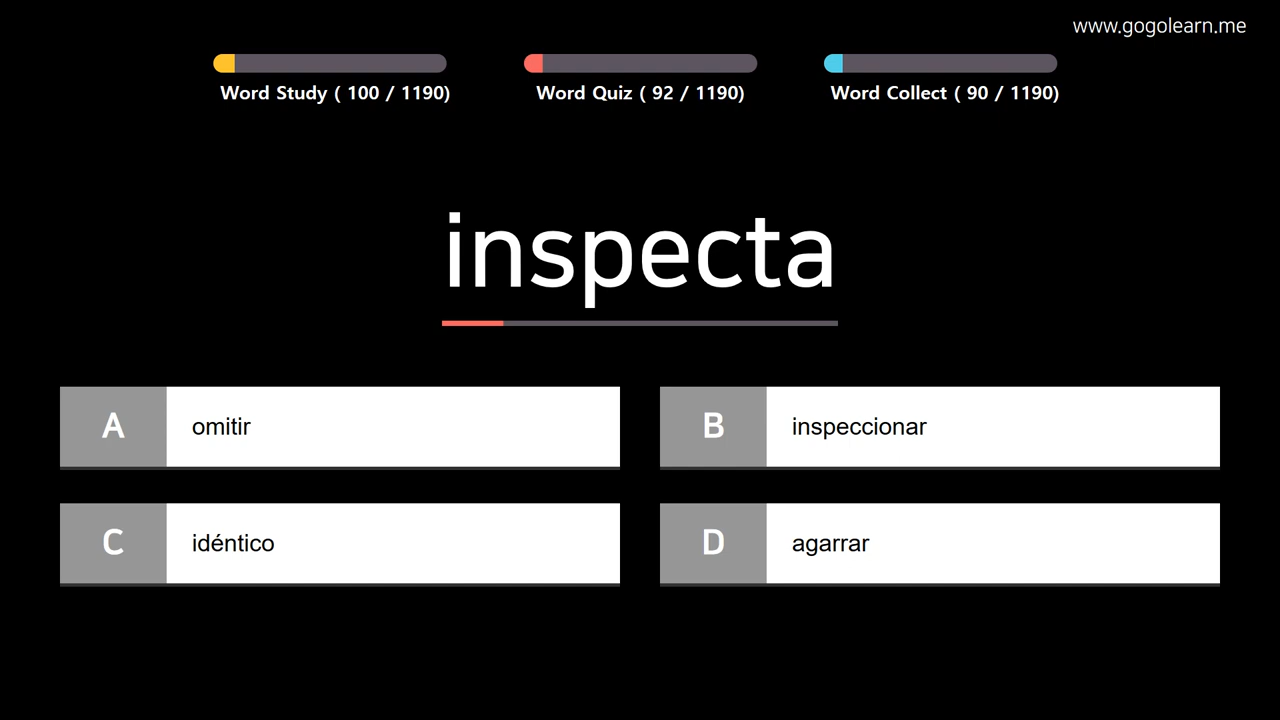 www.gogolearn.me
Word Study ( 100 / 1190)
Word Quiz ( 92 / 1190)
Word Collect ( 90 / 1190)
inspecta
A omitir
B inspeccionar
C idéntico
D agarrar